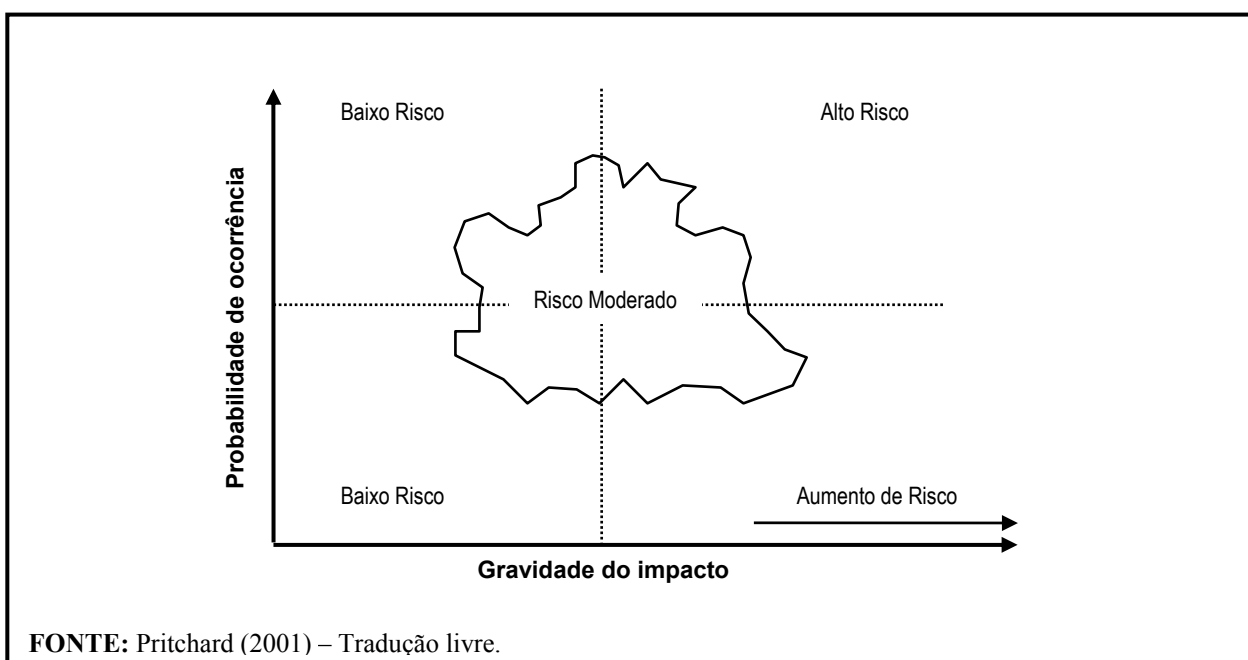 Baixo Risco
Alto Risco
Probabilidade de ocorrência
Risco Moderado
Baixo Risco
Aumento de Risco
Gravidade do impacto
FONTE: Pritchard (2001) – Tradução livre.